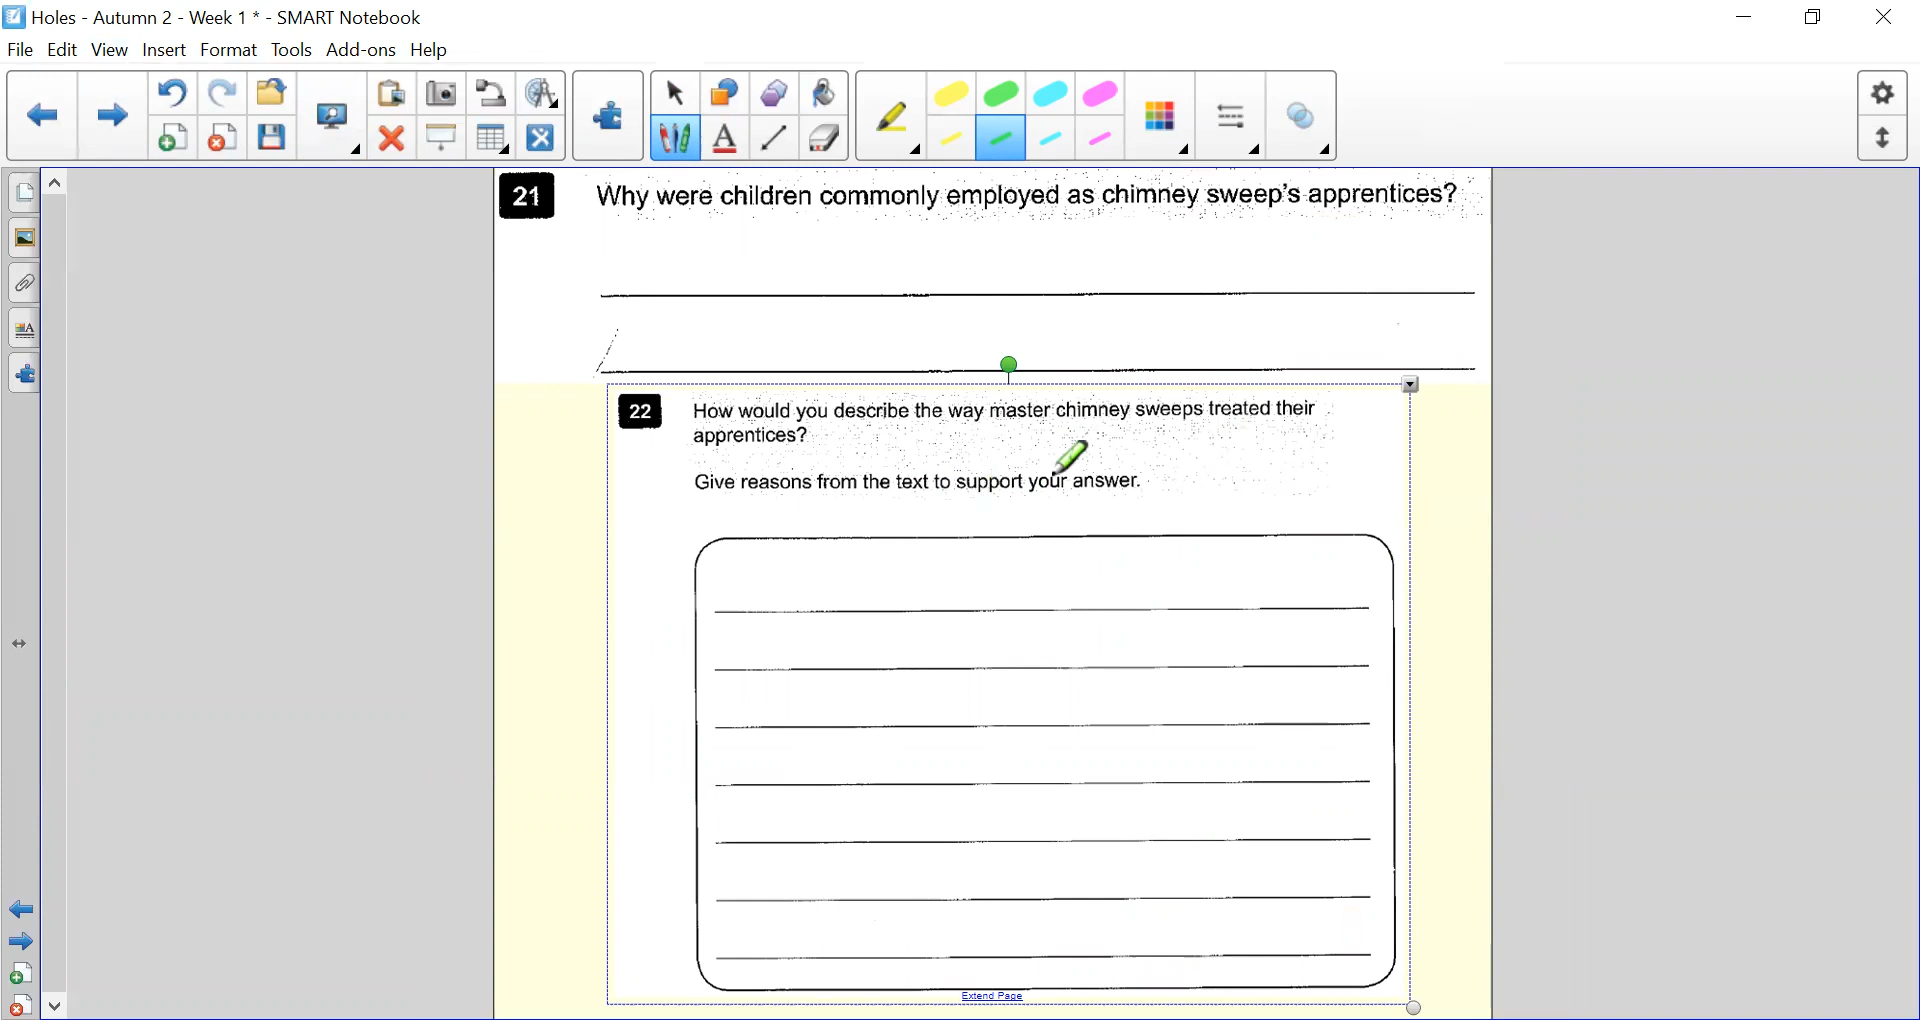 Holes - Autumn 2 - Week 1 * - SMART Notebook
File Edit View Insert Format Tools Add-ons Help
21 Why were children commonly employed as chimney sweep's apprentices?
22 How would you describe the way master chimney sweeps treated their
apprentices?
Give reasons from the text to support your answer.
Extend Page